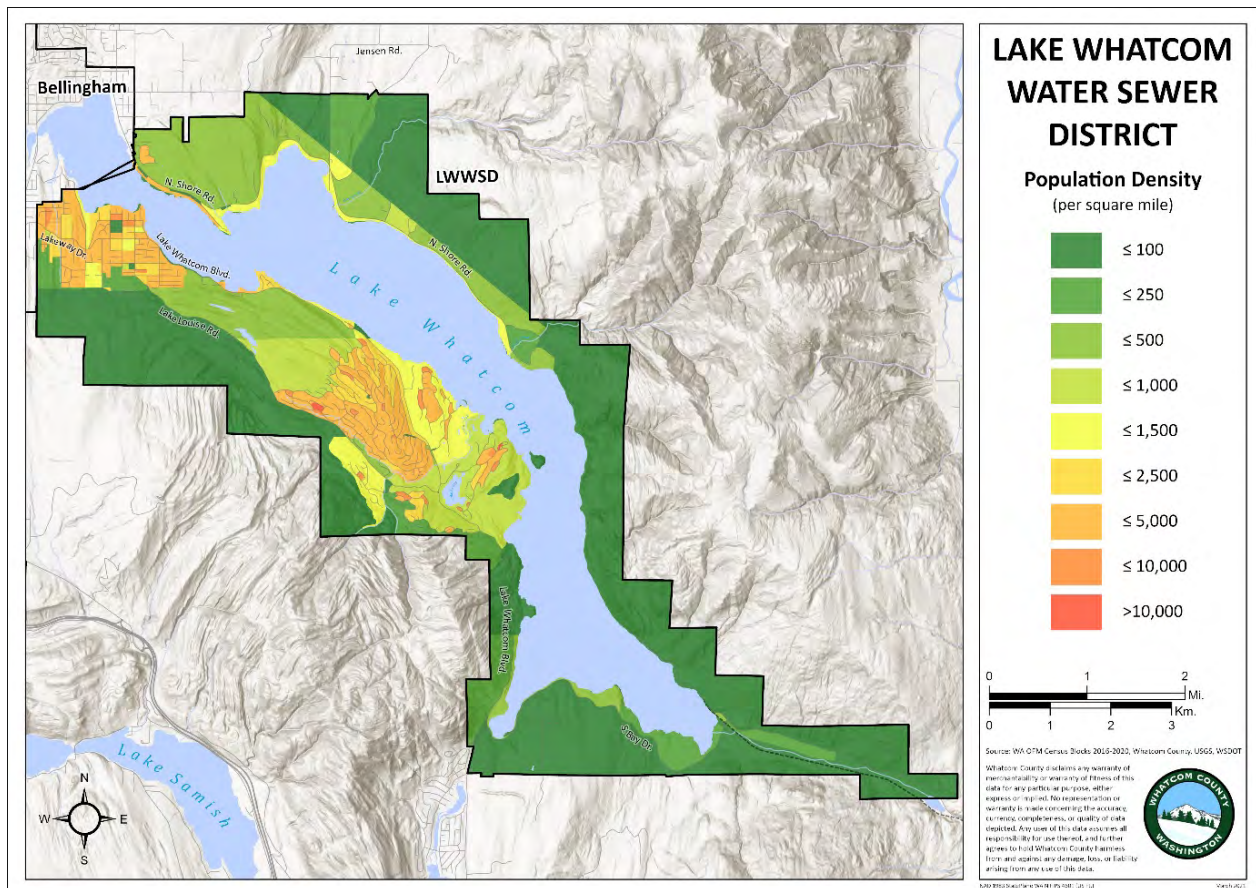 Jensen Rd.
Bellingham
LWWSD
N. Shore Rd.
Lakeway Dr.
Lake Whatcom Blvd.
N. Shore Rd.
Lake Whatcom
Lake Louise Rd.
Lake Whatcom Blvd.
S Bay Dr.
Lake Samish
N
W E
S
LAKE WHATCOM
WATER SEWER
DISTRICT
Population Density
(per square mile)
≤ 100
≤ 250
≤ 500
≤ 1,000
≤ 1,500
≤ 2,500
≤ 5,000
≤ 10,000
>10,000
0 1 2
Mi.
Km.
0 1 2 3
Source: WA OFM Census Blocks 2016-2020, Whatcom County, USGS, WSDOT
Whatcom County disclaims any warranty of
merchantability or warranty of fitness of this
data for any particular purpose, either
express or implied. No representation or
warranty is made concerning the accuracy,
currency, completeness, or quality of data
depicted. Any user of this data assumes all
responsibility for use thereof, and further
agrees to hold Whatcom County harmless
from and against any damage, loss, or liability
arising from any use of this data.
WHATCOM COUNTY
WASHINGTON